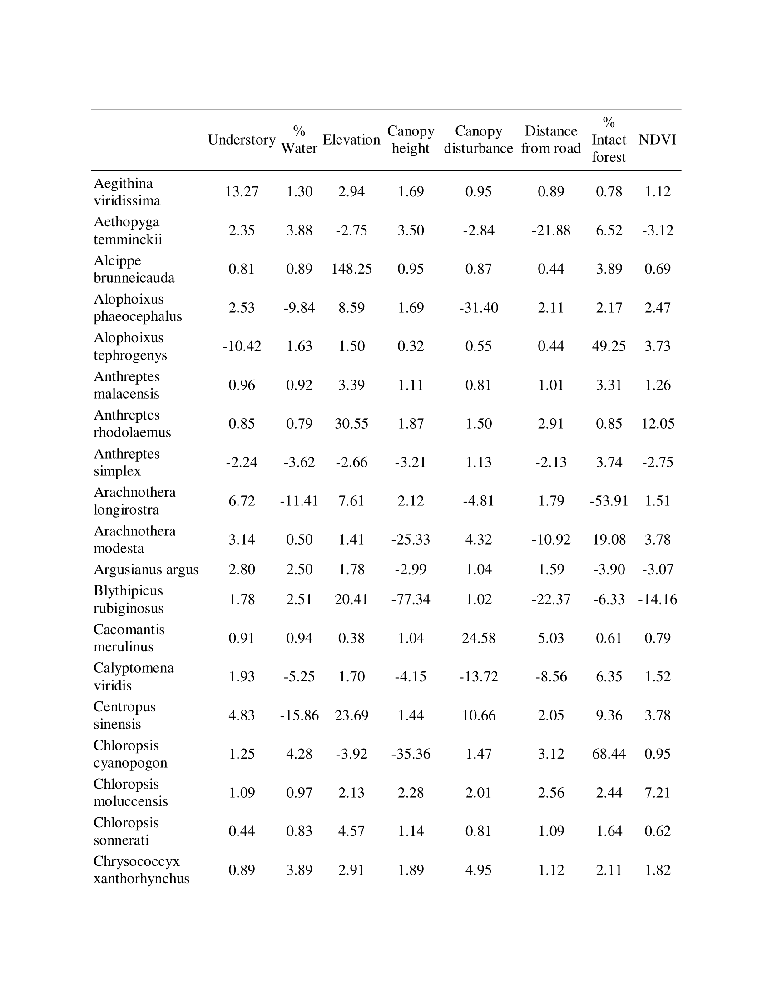 Understory % Water Elevation Canopy height Canopy disturbance Distance from road % Intact forest NDVI
Aegithina viridissima 13.27 1.30 2.94 1.69 0.95 0.89 0.78 1.12
Aethopyga temminckii 2.35 3.88 -2.75 3.50 -2.84 -21.88 6.52 -3.12
Alcippe brunneicauda 0.81 0.89 148.25 0.95 0.87 0.44 3.89 0.69
Alophoixus phaeocephalus 2.53 -9.84 8.59 1.69 -31.40 2.11 2.17 2.47
Alophoixus tephrogenys -10.42 1.63 1.50 0.32 0.55 0.44 49.25 3.73
Anthreptes malacensis 0.96 0.92 3.39 1.11 0.81 1.01 3.31 1.26
Anthreptes rhodolaemus 0.85 0.79 30.55 1.87 1.50 2.91 0.85 12.05
Anthreptes simplex -2.24 -3.62 -2.66 -3.21 1.13 -2.13 3.74 -2.75
Arachnothera longirostra 6.72 -11.41 7.61 2.12 -4.81 1.79 -53.91 1.51
Arachnothera modesta 3.14 0.50 1.41 -25.33 4.32 -10.92 19.08 3.78
Argusianus argus 2.80 2.50 1.78 -2.99 1.04 1.59 -3.90 -3.07
Blythipicus rubiginosus 1.78 2.51 20.41 -77.34 1.02 -22.37 -6.33 -14.16
Cacomantis merulinus 0.91 0.94 0.38 1.04 24.58 5.03 0.61 0.79
Calyptomena viridis 1.93 -5.25 1.70 -4.15 -13.72 -8.56 6.35 1.52
Centropus sinensis 4.83 -15.86 23.69 1.44 10.66 2.05 9.36 3.78
Chloropsis cyanopogon 1.25 4.28 -3.92 -35.36 1.47 3.12 68.44 0.95
Chloropsis moluccensis 1.09 0.97 2.13 2.28 2.01 2.56 2.44 7.21
Chloropsis sonnerati 0.44 0.83 4.57 1.14 0.81 1.09 1.64 0.62
Chrysococcyx xanthorhynchus 0.89 3.89 2.91 1.89 4.95 1.12 2.11 1.82